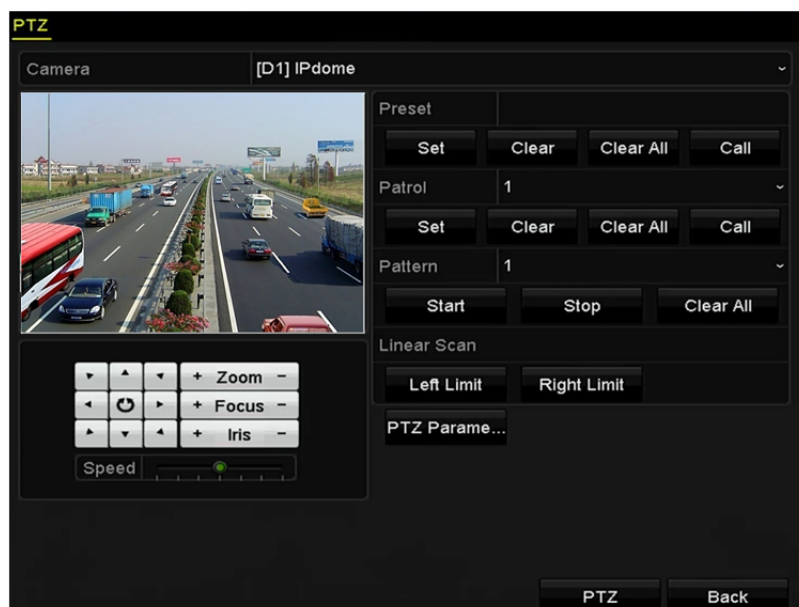 PTZ
Camera [D1] IPdome
Preset
Set Clear Clear All Call
Patrol 1
Set Clear Clear All Call
Pattern 1
Start Stop Clear All
Linear Scan
Left Limit Right Limit
PTZ Parame...
+ Zoom -
+ Focus -
+ Iris -
Speed
PTZ Back